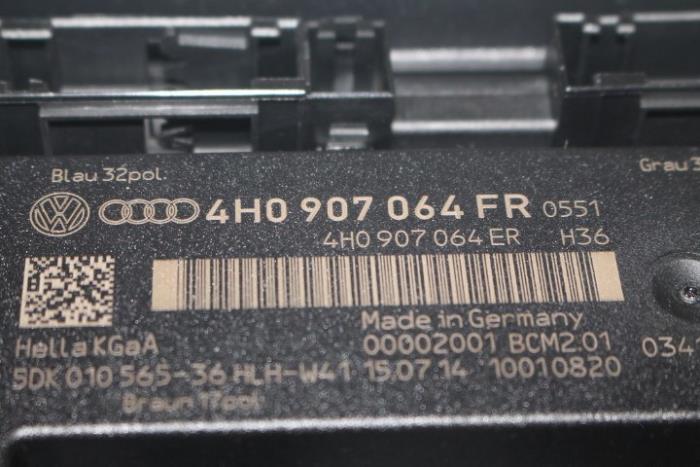 Blau 32pol.
Grau 3
4H0 907 064 FR 0551
4H0 907 064 ER H36
Made in Germany
Hella KGaA 00002001 BCM2 01 0341
5DK 010 565-36 HLH-W41 15.07.14 10010820
Braun 17pol.